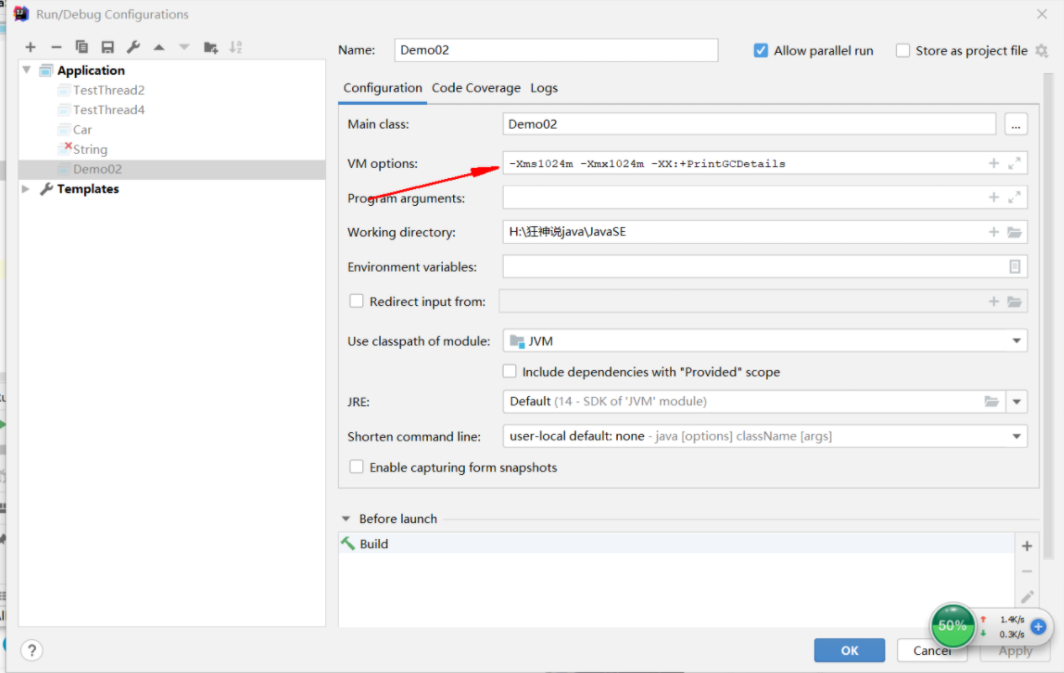 Run/Debug Configurations
Name:
Demo02
Allow parallel run
Store as project file
Application
TestThread2
TestThread4
Car
String
Demo02
Templates
Configuration Code Coverage Logs
Main class:
Demo02
...
VM options:
-Xms1024m -Xmx1024m -XX:+PrintGCDetails
Program arguments:
Working directory:
H:\狂神说java\JavaSE
Environment variables:
Redirect input from:
Use classpath of module:
JVM
Include dependencies with "Provided" scope
JRE:
Default (14 - SDK of 'JVM' module)
Shorten command line:
user-local default: none - java [options] className [args]
Enable capturing form snapshots
Before launch
Build
50%
1.4K/s
0.3K/s
?
OK
Cancel
Apply